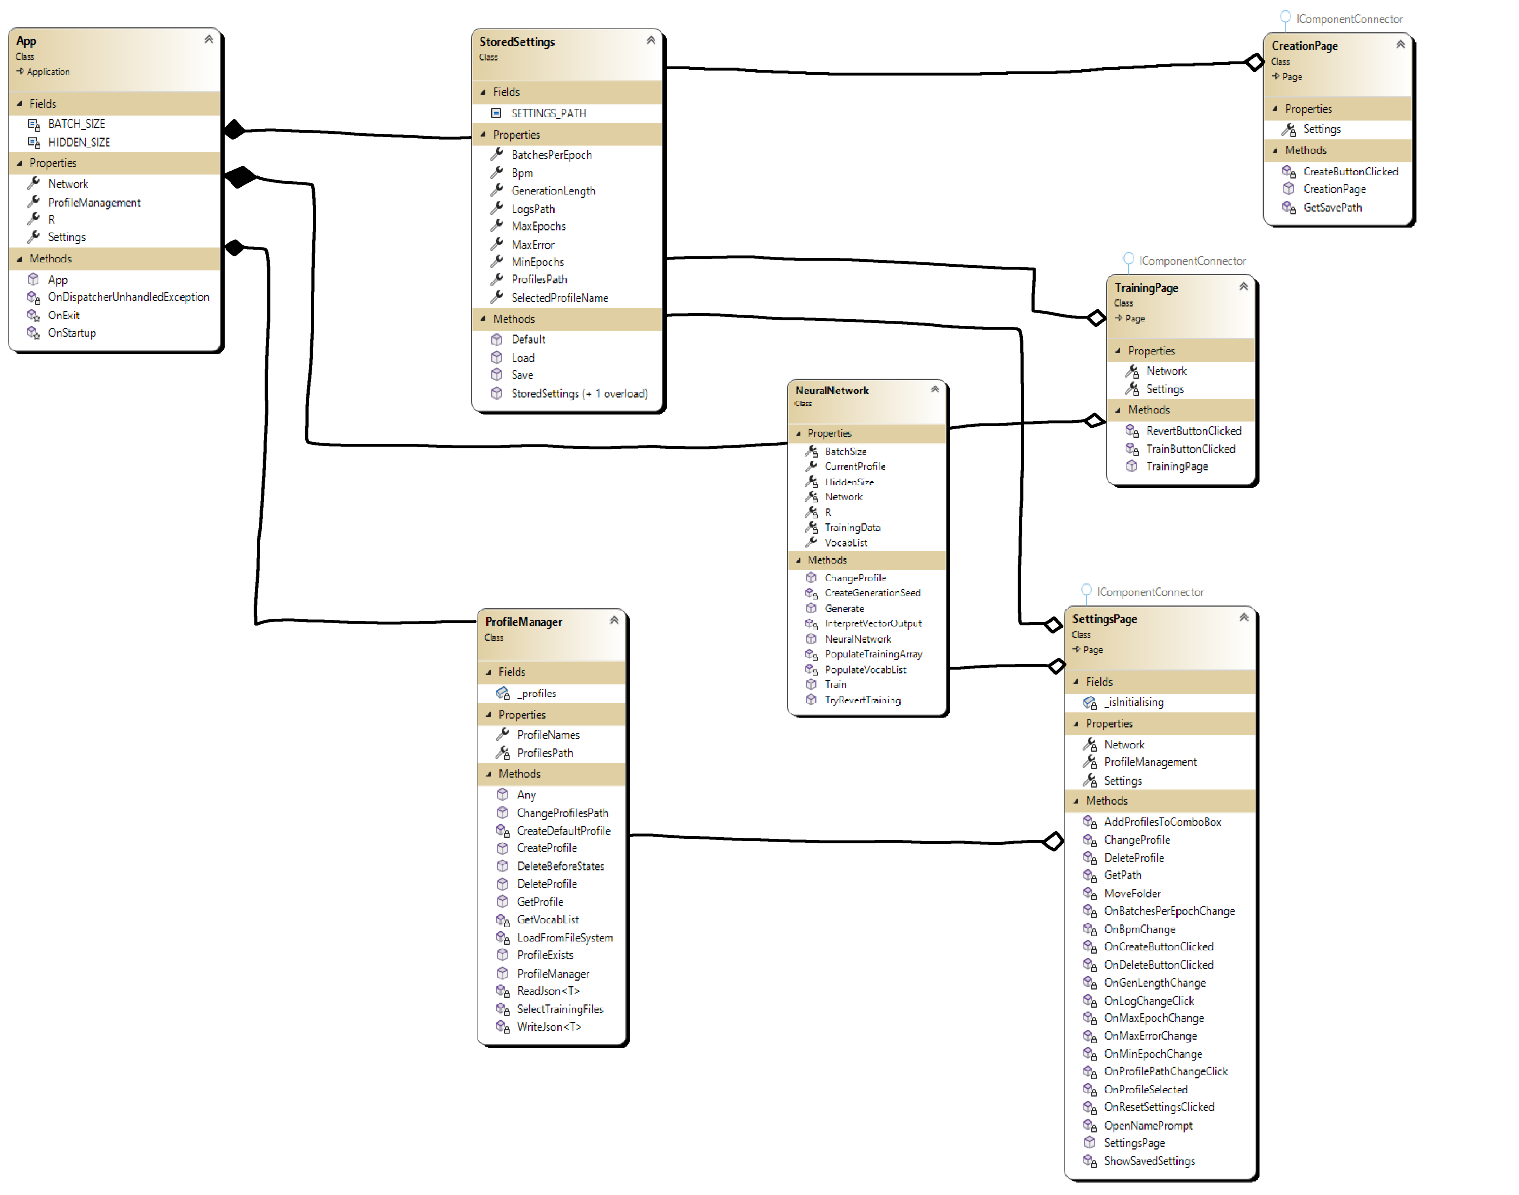 App
Class
Application
Fields
BATCH_SIZE
HIDDEN_SIZE
Properties
Network
ProfileManagement
R
Settings
Methods
App
OnDispatcherUnhandledException
OnExit
OnStartup
StoredSettings
Class
Fields
SETTINGS_PATH
Properties
BatchesPerEpoch
Bpm
GenerationLength
LogsPath
MaxEpochs
MaxError
MinEpochs
ProfilesPath
SelectedProfileName
Methods
Default
Load
Save
StoredSettings (+ 1 overload)
IComponentConnector
CreationPage
Class
Page
Properties
Settings
Methods
CreateButtonClicked
CreationPage
GetSavePath
IComponentConnector
TrainingPage
Class
Page
Properties
Network
Settings
Methods
RevertButtonClicked
TrainButtonClicked
TrainingPage
NeuralNetwork
Class
Properties
BatchSize
CurrentProfile
HiddenSize
Network
R
TrainingData
VocabList
Methods
ChangeProfile
CreateGenerationSeed
Generate
InterpretVectorOutput
NeuralNetwork
PopulateTrainingArray
PopulateVocabList
Train
TryRevertTraining
ProfileManager
Class
Fields
_profiles
Properties
ProfileNames
ProfilesPath
Methods
Any
ChangeProfilesPath
CreateDefaultProfile
CreateProfile
DeleteBeforeStates
DeleteProfile
GetProfile
GetVocabList
LoadFromFileSystem
ProfileExists
ProfileManager
ReadJson<T>
SelectTrainingFiles
WriteJson<T>
IComponentConnector
SettingsPage
Class
Page
Fields
_isInitialising
Properties
Network
ProfileManagement
Settings
Methods
AddProfilesToComboBox
ChangeProfile
DeleteProfile
GetPath
MoveFolder
OnBatchesPerEpochChange
OnBpmChange
OnCreateButtonClicked
OnDeleteButtonClicked
OnGenLengthChange
OnLogChangeClick
OnMaxEpochChange
OnMaxErrorChange
OnMinEpochChange
OnProfilePathChangeClick
OnProfileSelected
OnResetSettingsClicked
OpenNamePrompt
SettingsPage
ShowSavedSettings